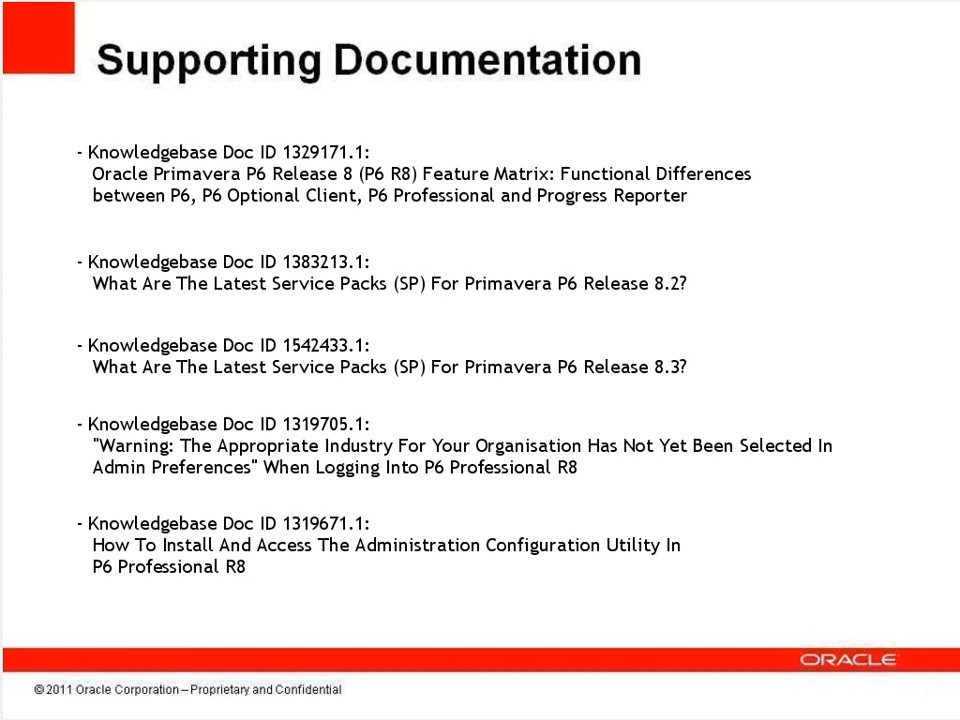 Supporting Documentation
- Knowledgebase Doc ID 1329171.1:
Oracle Primavera P6 Release 8 (P6 R8) Feature Matrix: Functional Differences
between P6, P6 Optional Client, P6 Professional and Progress Reporter
- Knowledgebase Doc ID 1383213.1:
What Are The Latest Service Packs (SP) For Primavera P6 Release 8.2?
- Knowledgebase Doc ID 1542433.1:
What Are The Latest Service Packs (SP) For Primavera P6 Release 8.3?
- Knowledgebase Doc ID 1319705.1:
"Warning: The Appropriate Industry For Your Organisation Has Not Yet Been Selected In
Admin Preferences" When Logging Into P6 Professional R8
- Knowledgebase Doc ID 1319671.1:
How To Install And Access The Administration Configuration Utility In
P6 Professional R8
ORACLE
© 2011 Oracle Corporation – Proprietary and Confidential